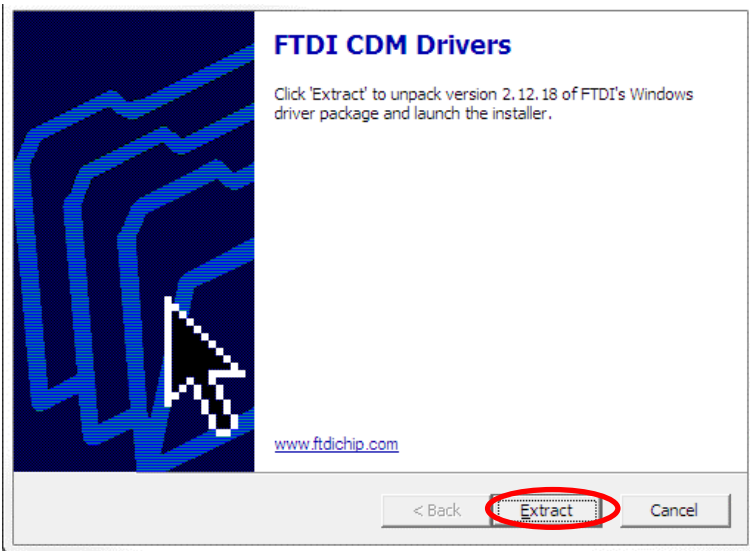 FTDI CDM Drivers
Click 'Extract' to unpack version 2.12.18 of FTDI's Windows
driver package and launch the installer.
www.ftdichip.com
< Back Extract Cancel